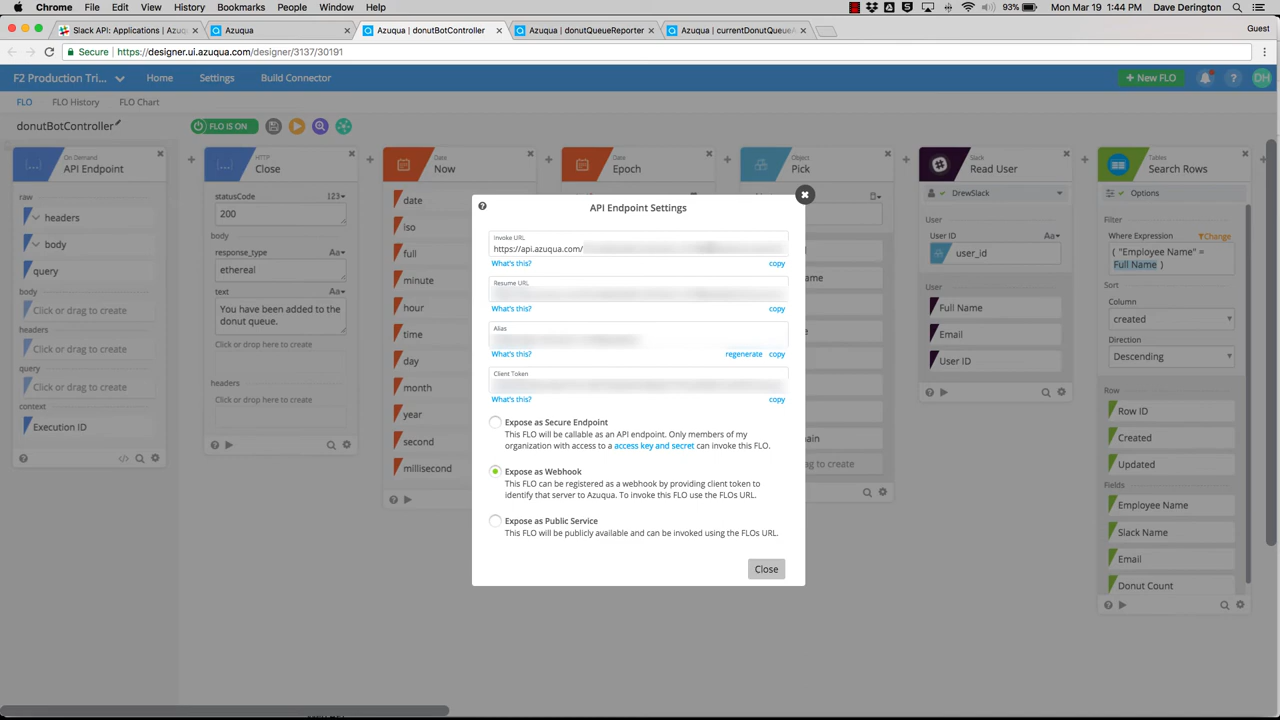 Chrome File Edit View History Bookmarks People Window Help 93% Mon Mar 19 1:44 PM Dave Derington
Slack API: Applications | Azuqu × Azuqua × Azuqua | donutBotController × Azuqua | donutQueueReporter × Azuqua | currentDonutQueueA × Guest
Secure https://designer.ui.azuqua.com/designer/3137/30191
F2 Production Tri... Home Settings Build Connector + New FLO ? DH
FLO FLO History FLO Chart
donutBotController FLO IS ON
On Demand
API Endpoint
raw
headers
body
query
body
Click or drag to create
headers
Click or drag to create
query
Click or drag to create
context
Execution ID
HTTP
Close
statusCode 123
200
body
response_type Aa
ethereal
text Aa
You have been added to the
donut queue.
Click or drop here to create
headers
Click or drop here to create
Date
Now
date
iso
full
minute
hour
time
day
month
year
second
millisecond
Date
Epoch
Object
Pick
Slack
Read User
DrewSlack
User
User ID Aa
user_id
User
Full Name
Email
User ID
Tables
Search Rows
Options
Filter
Where Expression Change
( "Employee Name" =
Full Name )
Sort
Column
created
Direction
Descending
Row
Row ID
Created
Updated
Fields
Employee Name
Slack Name
Email
Donut Count
API Endpoint Settings
Invoke URL
https://api.azuqua.com/
What's this? copy
Resume URL
What's this? copy
Alias
What's this? regenerate copy
Client Token
What's this? copy
Expose as Secure Endpoint
This FLO will be callable as an API endpoint. Only members of my
organization with access to a access key and secret can invoke this FLO.
Expose as Webhook
This FLO can be registered as a webhook by providing client token to
identify that server to Azuqua. To invoke this FLO use the FLOs URL.
Expose as Public Service
This FLO will be publicly available and can be invoked using the FLOs URL.
Close